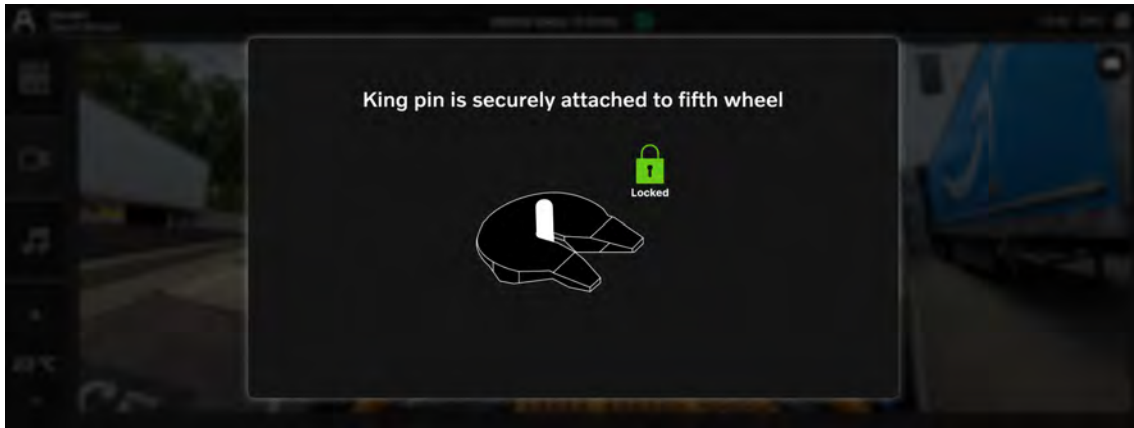 King pin is securely attached to fifth wheel
Locked